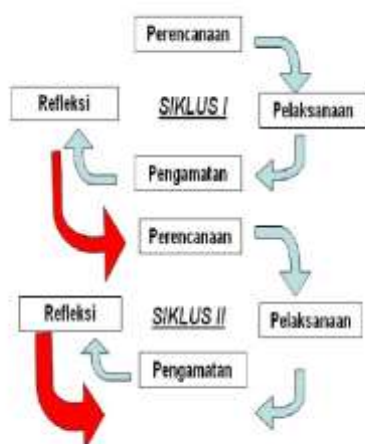 Perencanaan
Refleksi
SIKLUS I
Pelaksanaan
Pengamatan
Perencanaan
Refleksi
SIKLUS II
Pelaksanaan
Pengamatan